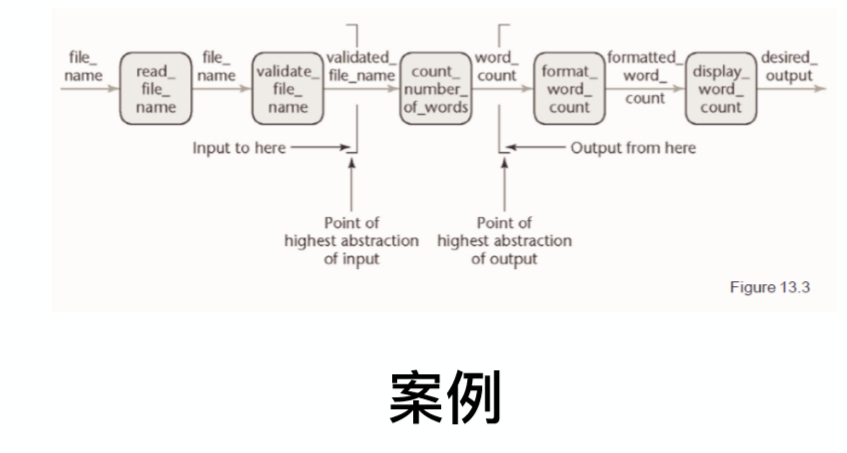 file_
name
read_
file_
name
file_
name
validate_
file_
name
validated_
file_name
count_
number_
of_words
word_
count
format_
word_
count
formatted_
word_
count
display_
word_
count
desired_
output
Input to here
Output from here
Point of
highest abstraction
of input
Point of
highest abstraction
of output
Figure 13.3
案例